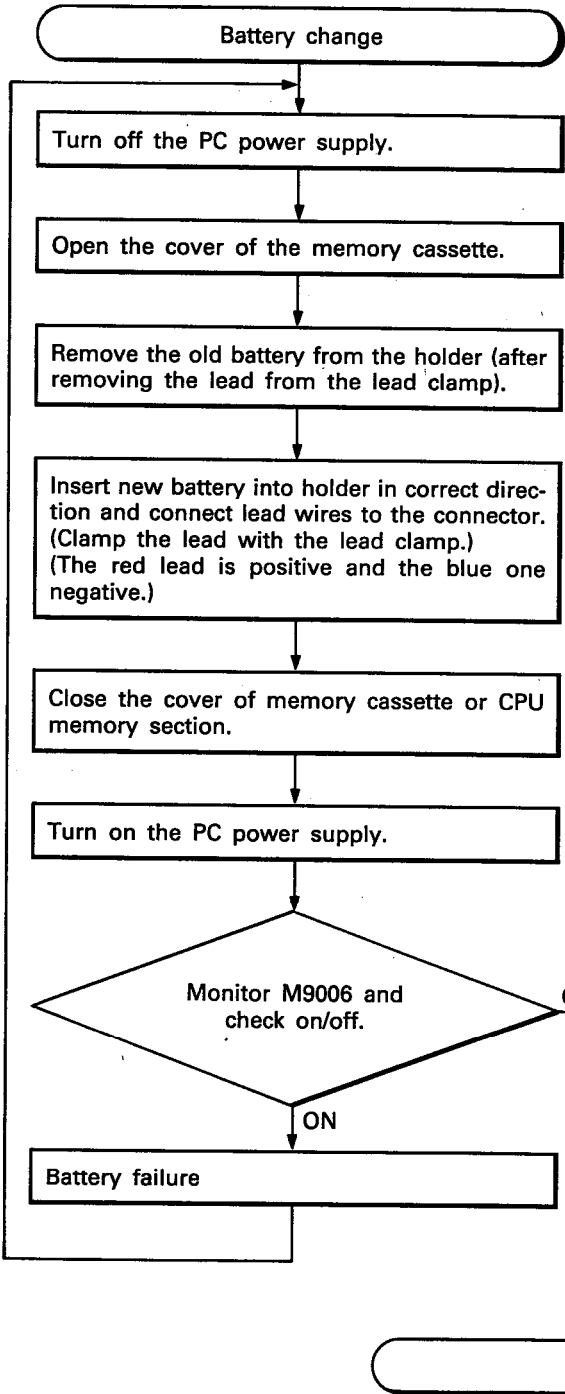 Battery change
Turn off the PC power supply.
Open the cover of the memory cassette.
Remove the old battery from the holder (after
removing the lead from the lead clamp).
Insert new battery into holder in correct direc-
tion and connect lead wires to the connector.
(Clamp the lead with the lead clamp.)
(The red lead is positive and the blue one
negative.)
Close the cover of memory cassette or CPU
memory section.
Turn on the PC power supply.
Monitor M9006 and
check on/off.
ON
Battery failure